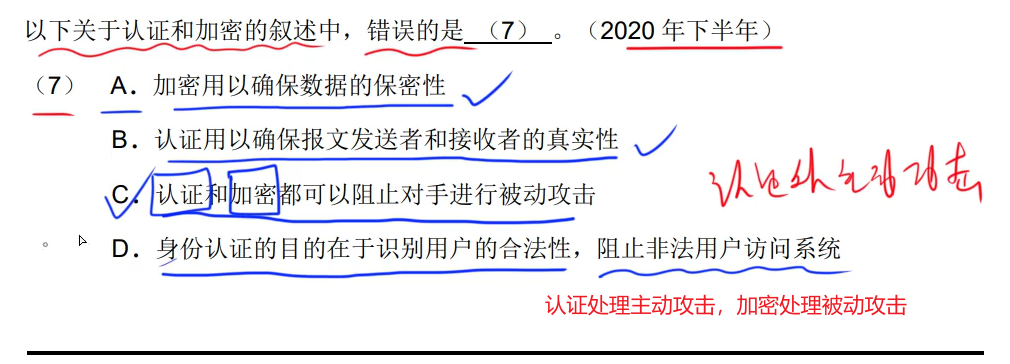 以下关于认证和加密的叙述中，错误的是 （7） 。（2020 年下半年）
（7） A．加密用以确保数据的保密性
B．认证用以确保报文发送者和接收者的真实性
C．认证和加密都可以阻止对手进行被动攻击
认证处主动攻击
D．身份认证的目的在于识别用户的合法性，阻止非法用户访问系统
认证处理主动攻击，加密处理被动攻击